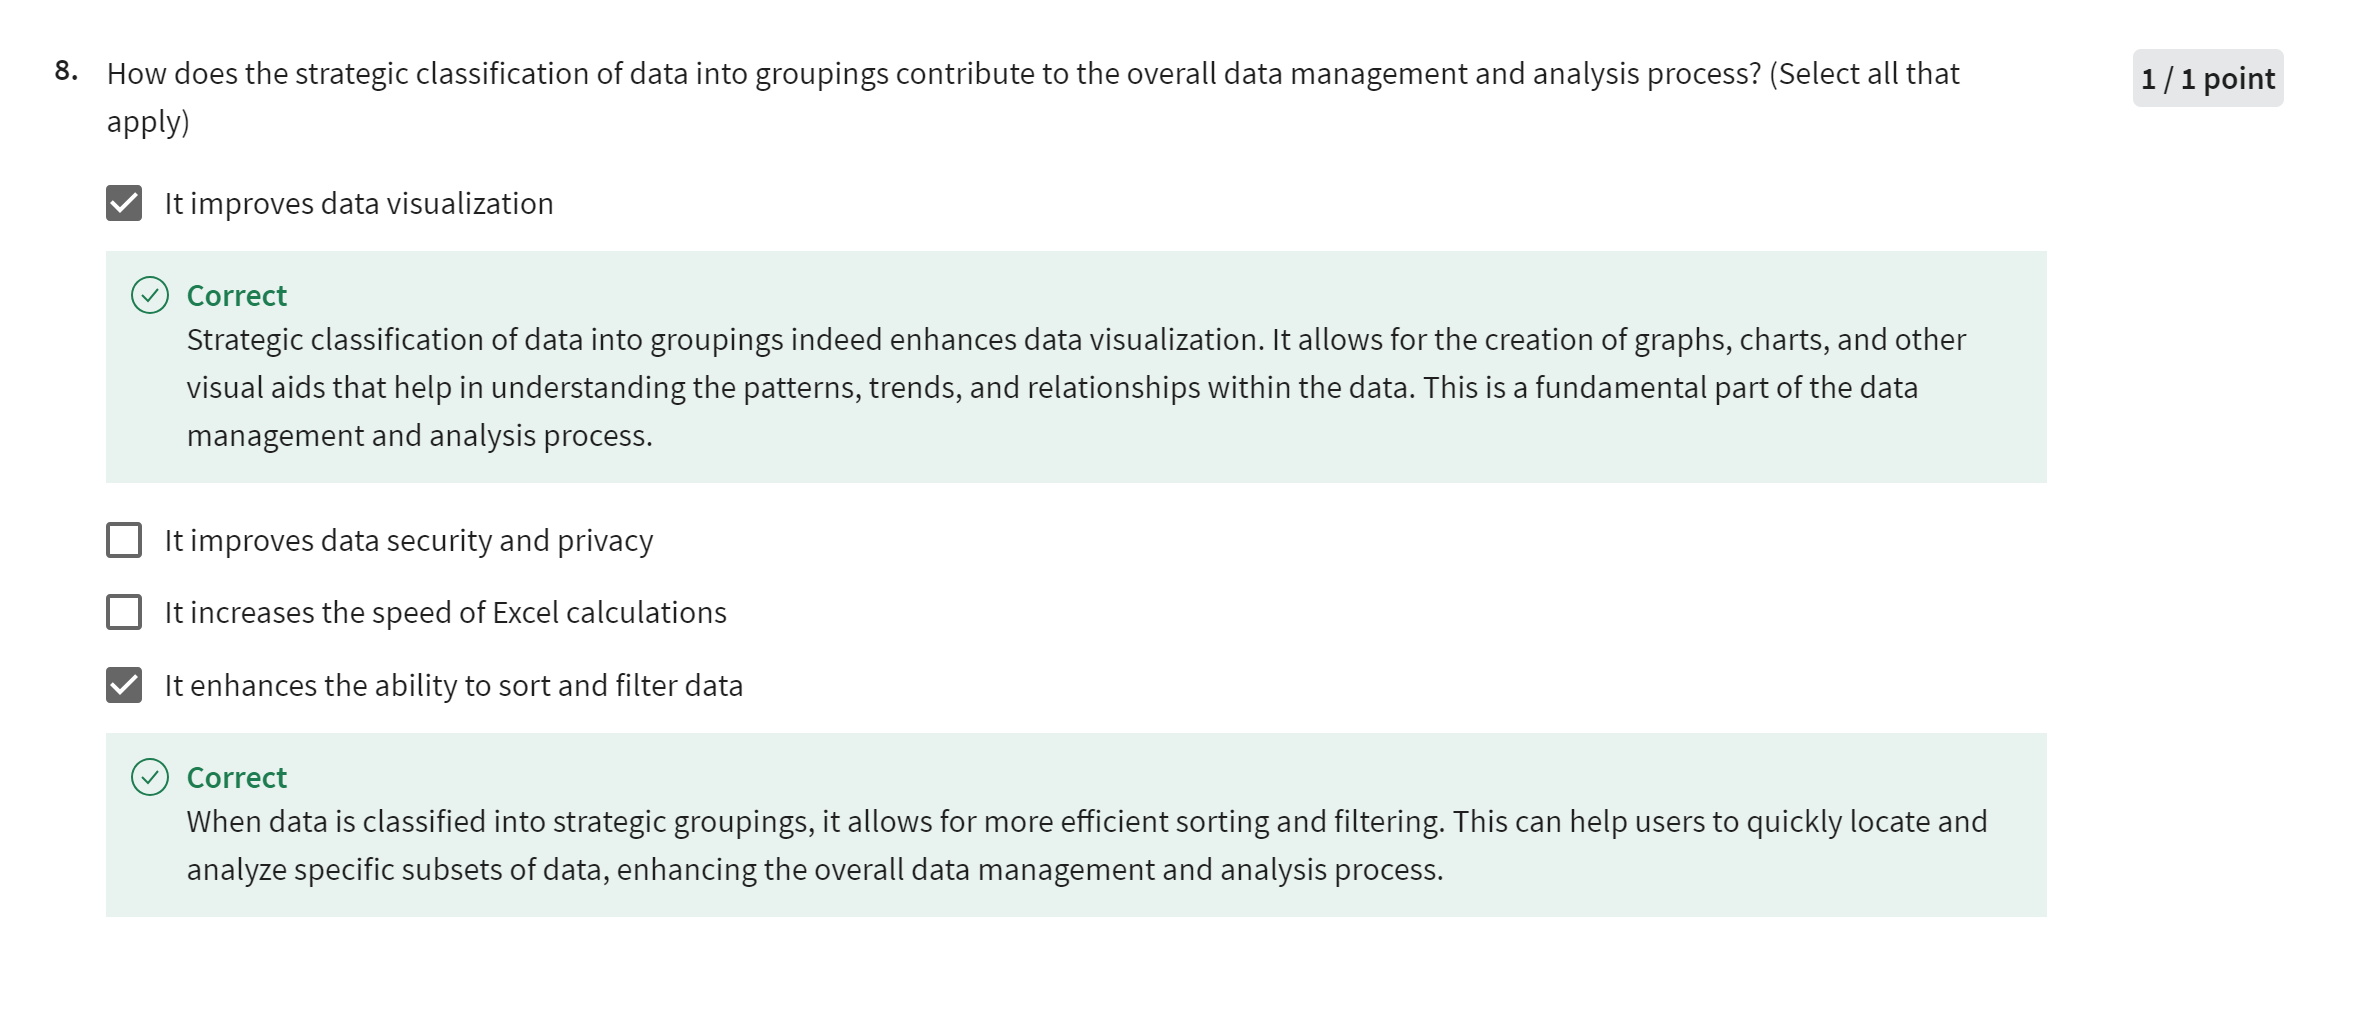 8. How does the strategic classification of data into groupings contribute to the overall data management and analysis process? (Select all that
apply)
1 / 1 point
It improves data visualization
Correct
Strategic classification of data into groupings indeed enhances data visualization. It allows for the creation of graphs, charts, and other
visual aids that help in understanding the patterns, trends, and relationships within the data. This is a fundamental part of the data
management and analysis process.
It improves data security and privacy
It increases the speed of Excel calculations
It enhances the ability to sort and filter data
Correct
When data is classified into strategic groupings, it allows for more efficient sorting and filtering. This can help users to quickly locate and
analyze specific subsets of data, enhancing the overall data management and analysis process.